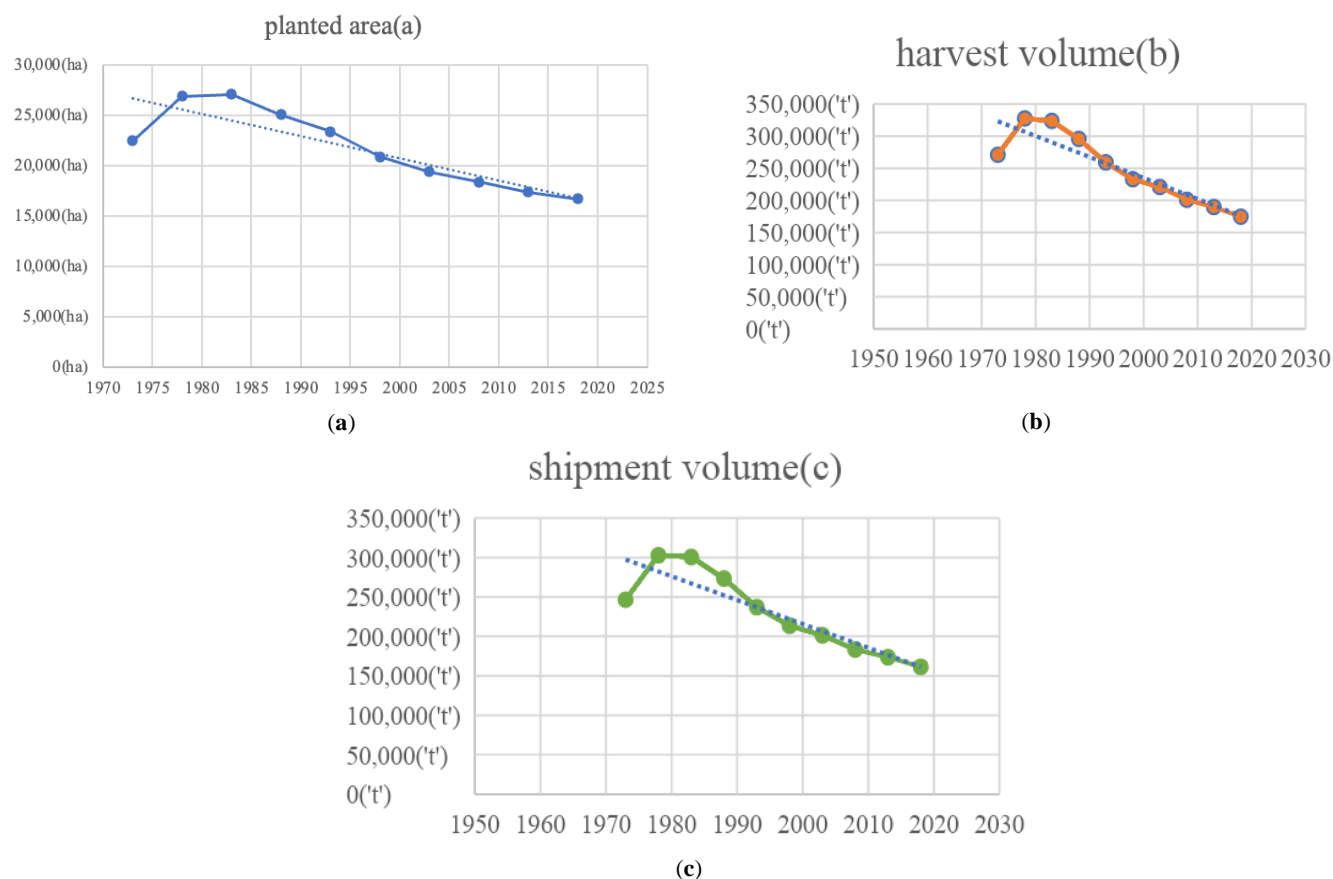 planted area(a)
30,000(ha)
25,000(ha)
20,000(ha)
15,000(ha)
10,000(ha)
5,000(ha)
0(ha)
1970 1975 1980 1985 1990 1995 2000 2005 2010 2015 2020 2025
(a)
harvest volume(b)
350,000('t')
300,000('t')
250,000('t')
200,000('t')
150,000('t')
100,000('t')
50,000('t')
0('t')
1950 1960 1970 1980 1990 2000 2010 2020 2030
(b)
shipment volume(c)
350,000('t')
300,000('t')
250,000('t')
200,000('t')
150,000('t')
100,000('t')
50,000('t')
0('t')
1950 1960 1970 1980 1990 2000 2010 2020 2030
(c)